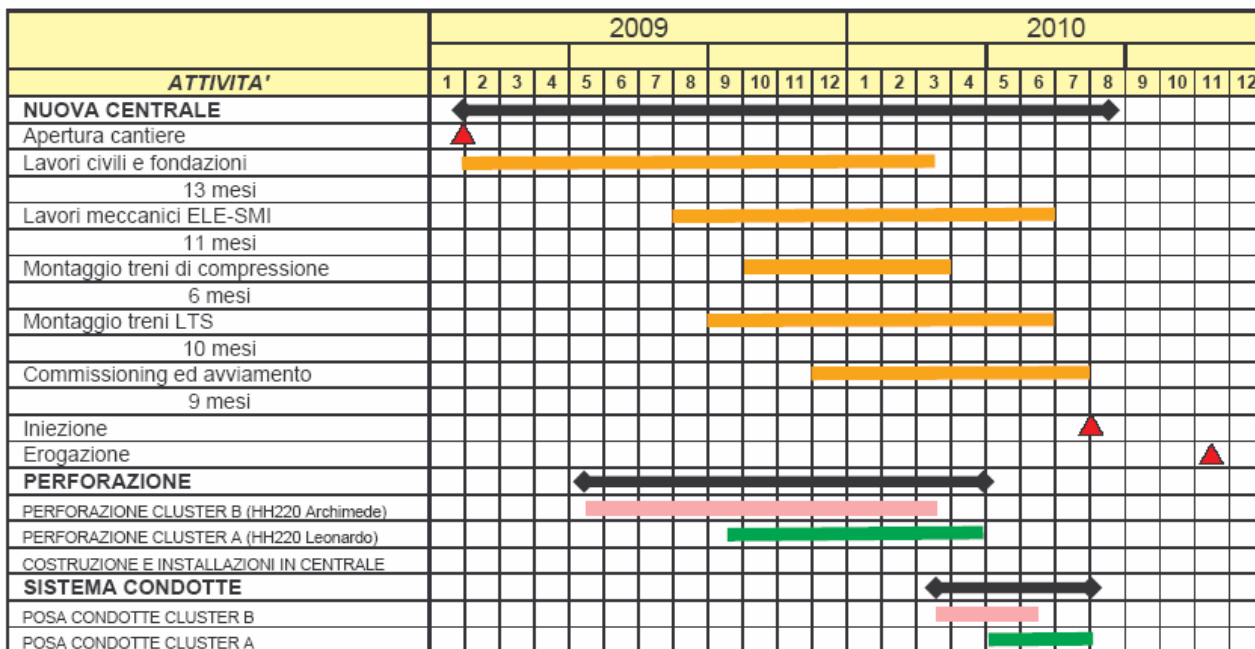 2009 2010
ATTIVITA' 1 2 3 4 5 6 7 8 9 10 11 12 1 2 3 4 5 6 7 8 9 10 11 12
NUOVA CENTRALE
Apertura cantiere
Lavori civili e fondazioni
13 mesi
Lavori meccanici ELE-SMI
11 mesi
Montaggio treni di compressione
6 mesi
Montaggio treni LTS
10 mesi
Commissioning ed avviamento
9 mesi
Iniezione
Erogazione
PERFORAZIONE
PERFORAZIONE CLUSTER B (HH220 Archimede)
PERFORAZIONE CLUSTER A (HH220 Leonardo)
COSTRUZIONE E INSTALLAZIONI IN CENTRALE
SISTEMA CONDOTTE
POSA CONDOTTE CLUSTER B
POSA CONDOTTE CLUSTER A